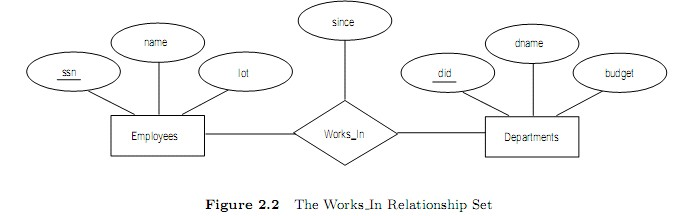 since
name
dname
ssn
lot
did
budget
Employees
Works_In
Departments
Figure 2.2 The Works_In Relationship Set